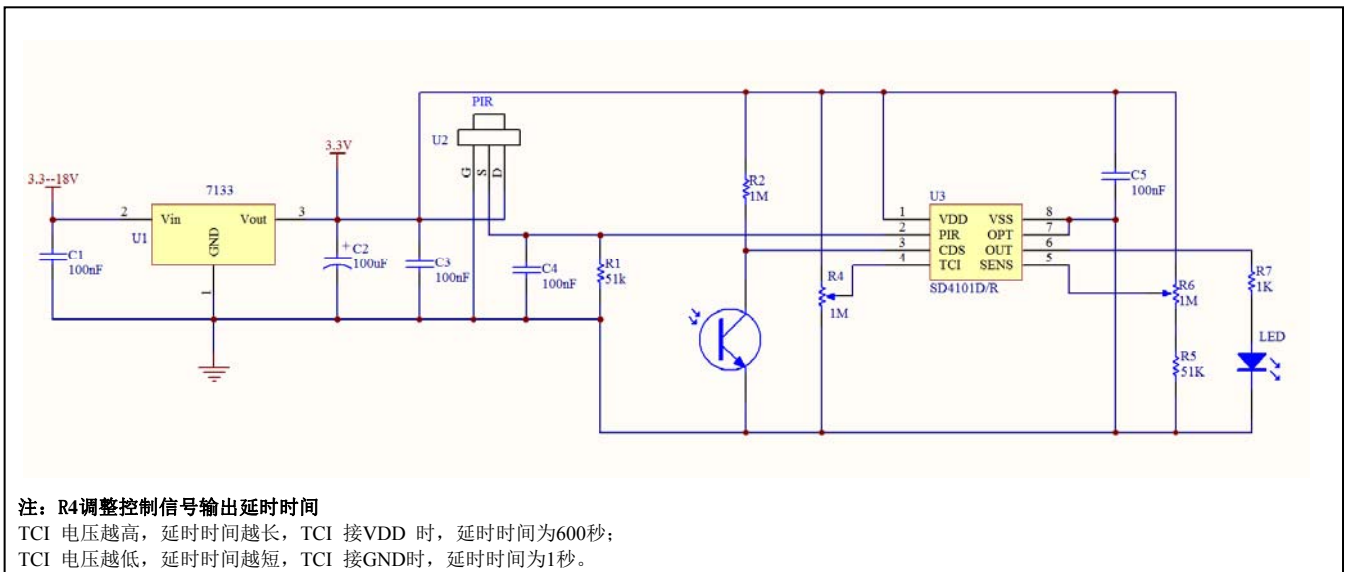 PIR
U2
3.3V
3.3--18V
7133
2
Vin
Vout
3
GND
U1
1
G
S
D
C1
100nF
+
C2
100uF
C3
100nF
C4
100nF
R1
51k
R2
1M
R4
1M
U3
1
VDD
VSS
8
2
PIR
OPT
7
3
CDS
OUT
6
4
TCI
SENS
5
SD4101D/R
C5
100nF
R6
1M
R7
1K
R5
51K
LED
注：R4调整控制信号输出延时时间
TCI 电压越高，延时时间越长，TCI 接VDD 时，延时时间为600秒；
TCI 电压越低，延时时间越短，TCI 接GND时，延时时间为1秒。